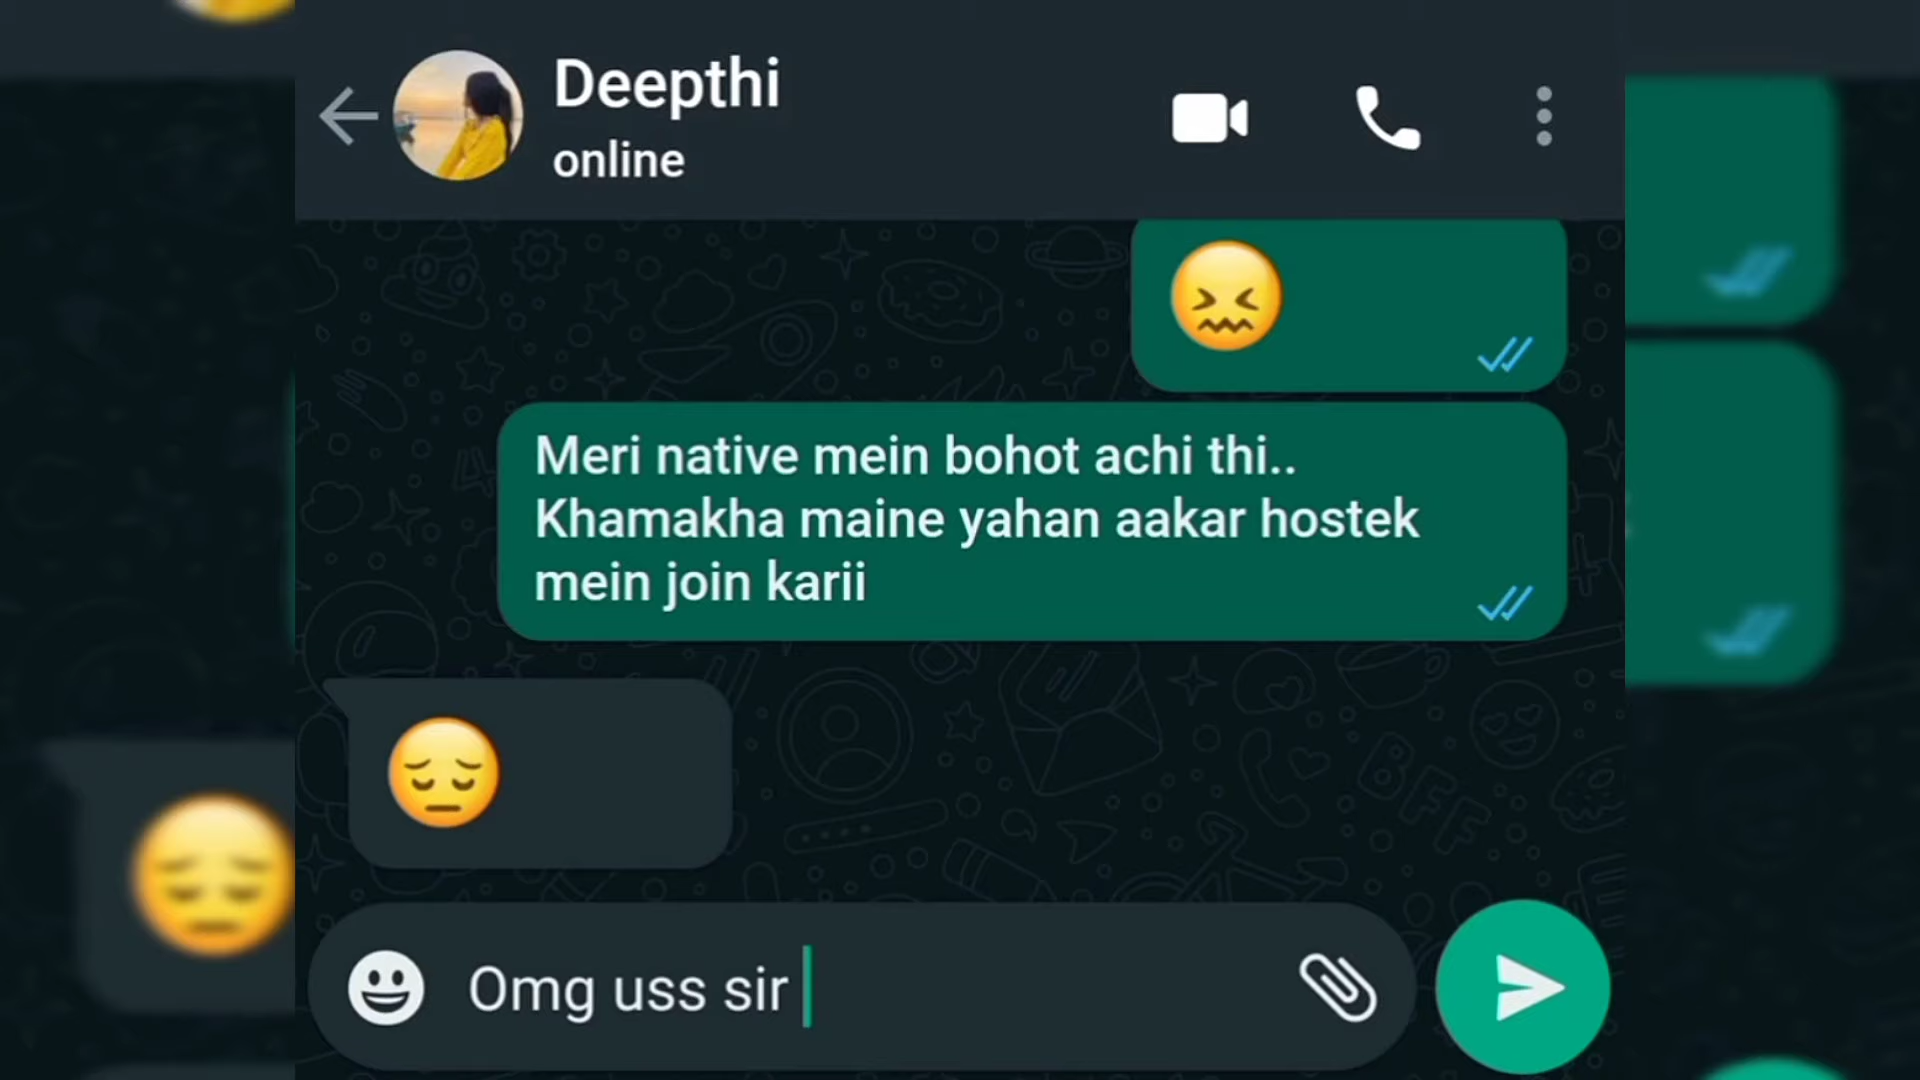 Deepthi
online
Meri native mein bohot achi thi..
Khamakha maine yahan aakar hostek
mein join karii
Omg uss sir